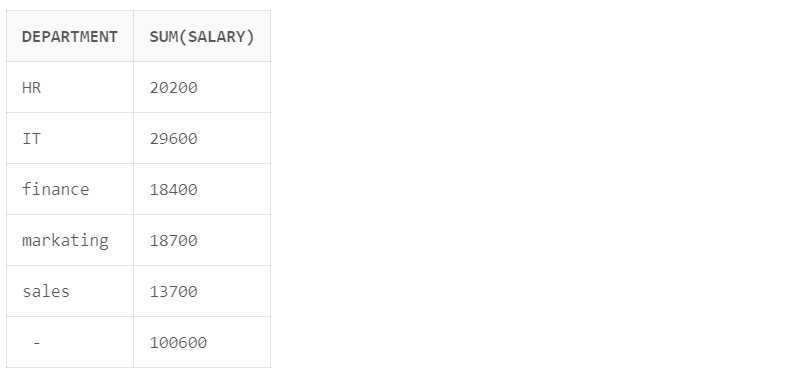 DEPARTMENT SUM(SALARY)
HR 20200
IT 29600
finance 18400
markating 18700
sales 13700
- 100600